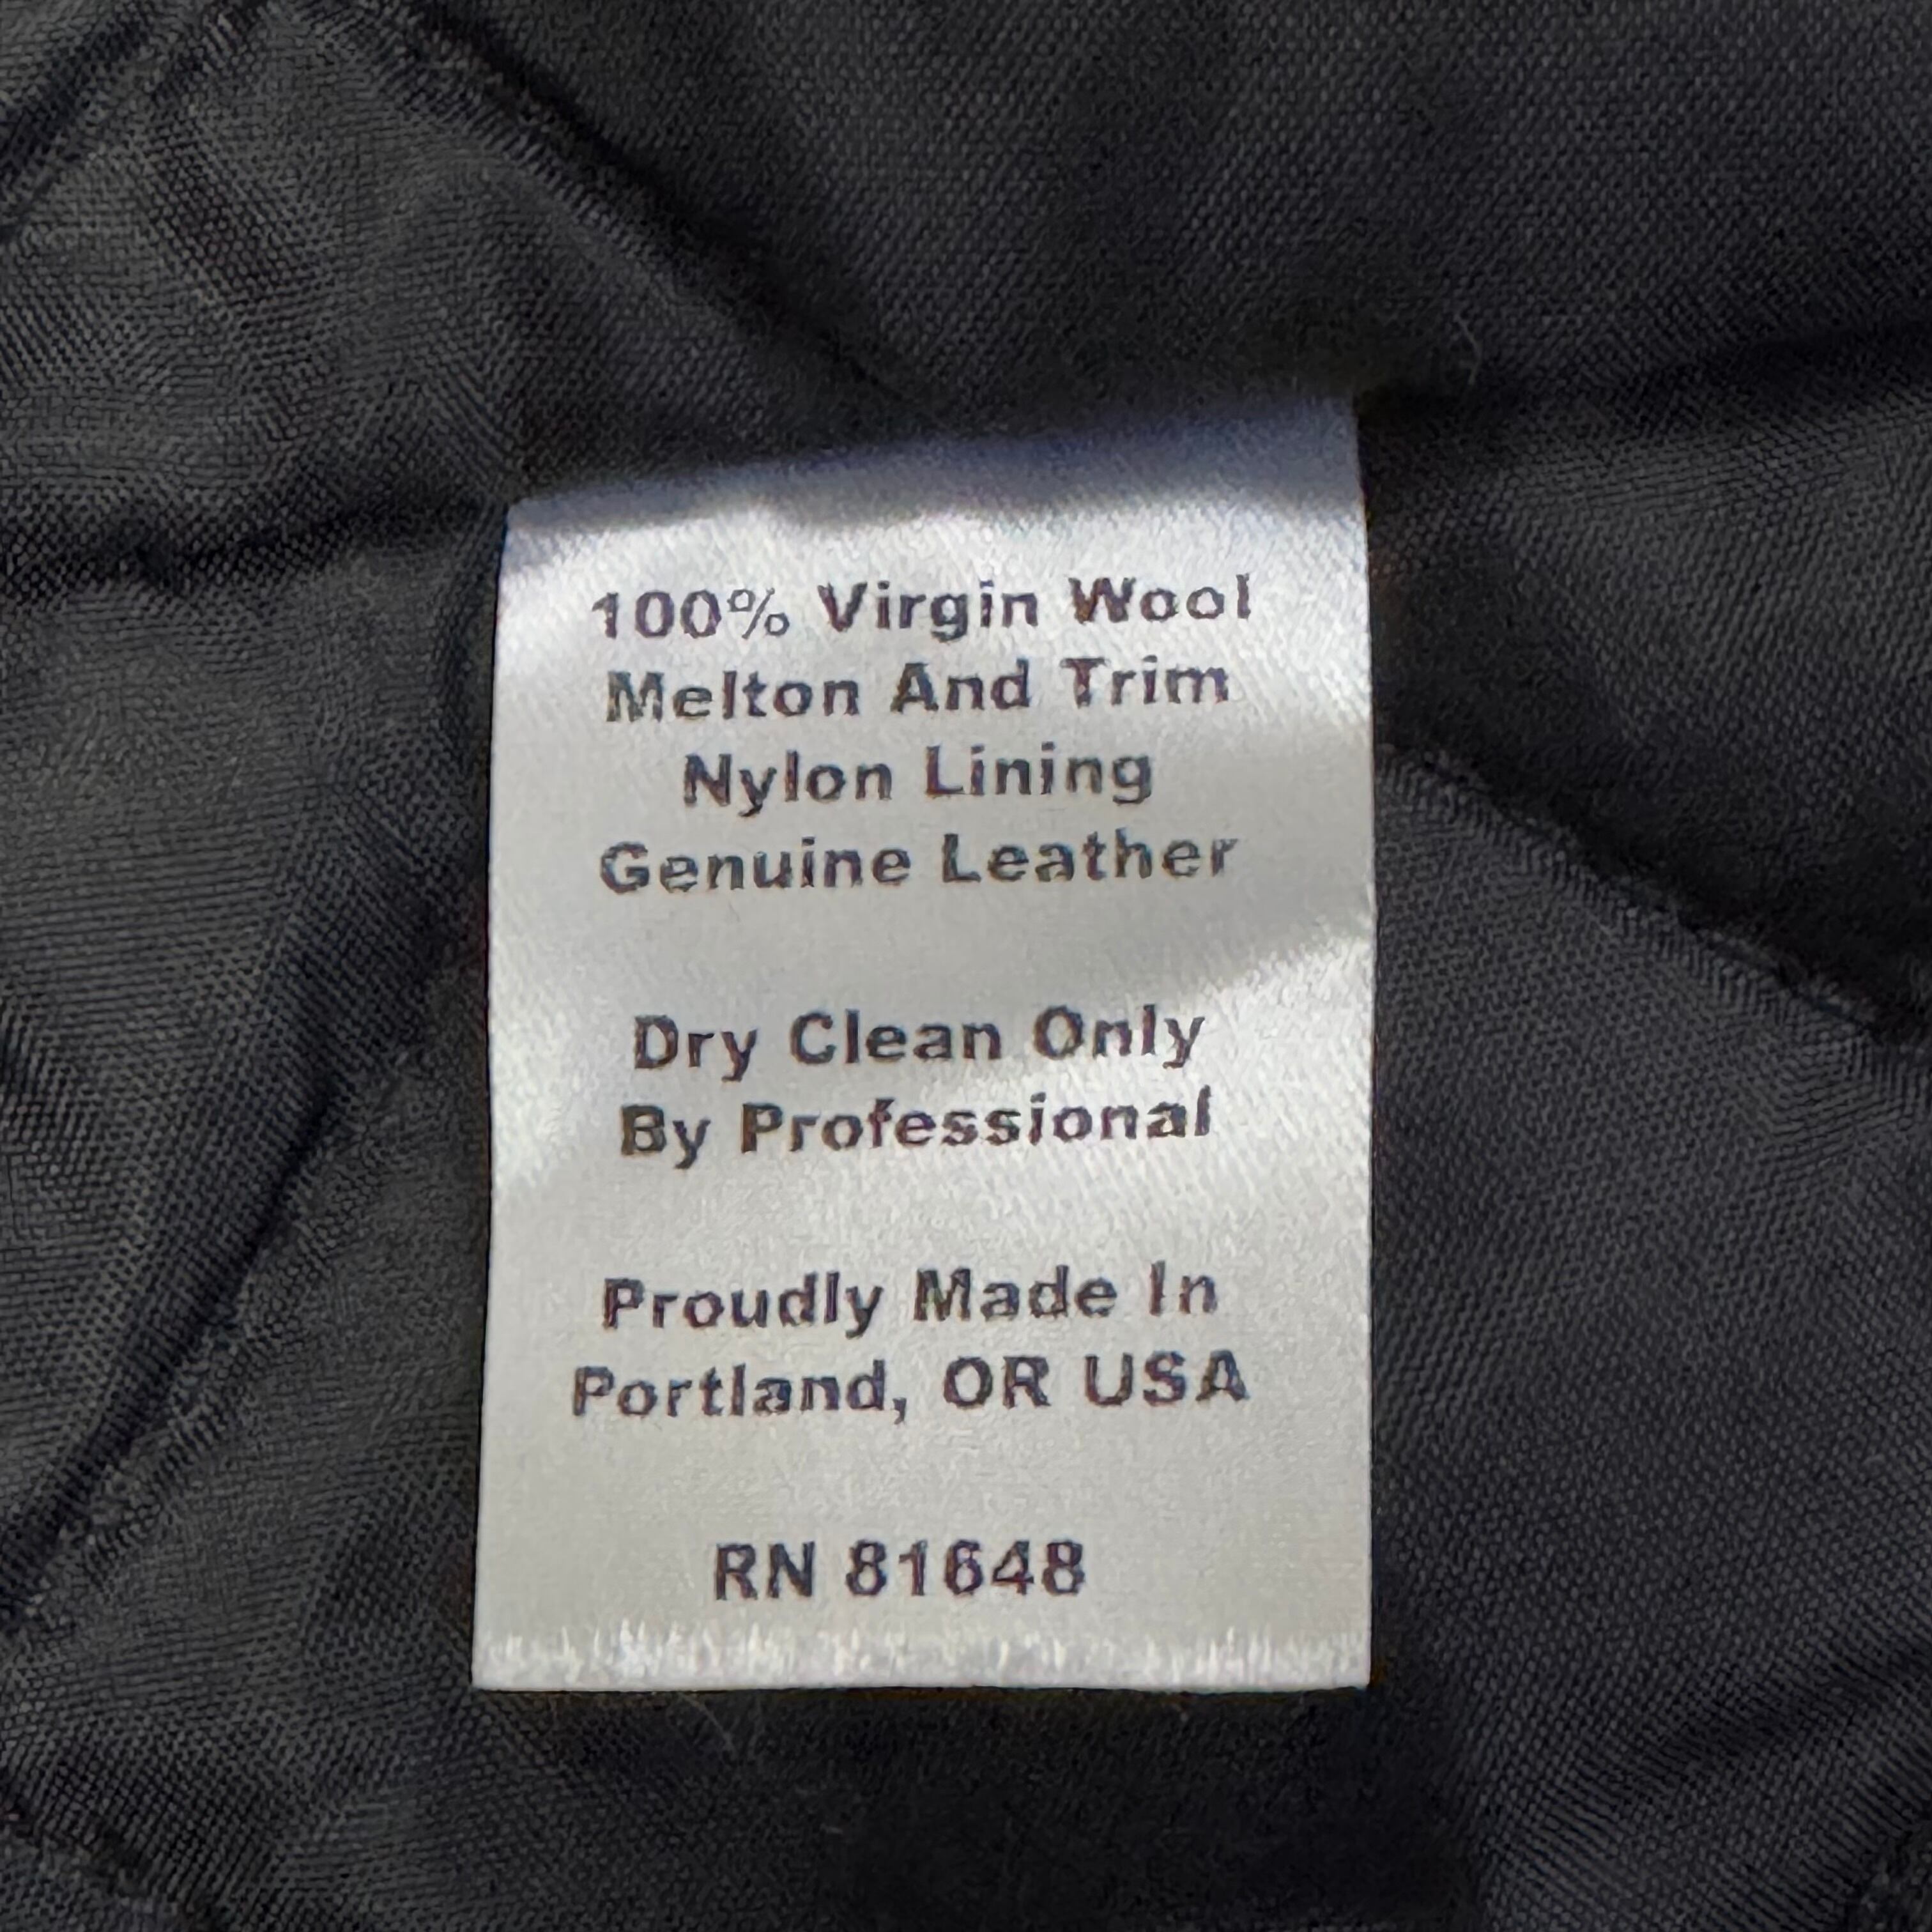 100% Virgin Wool
Melton And Trim
Nylon Lining
Genuine Leather
Dry Clean Only
By Professional
Proudly Made In
Portland, OR USA
RN 81648